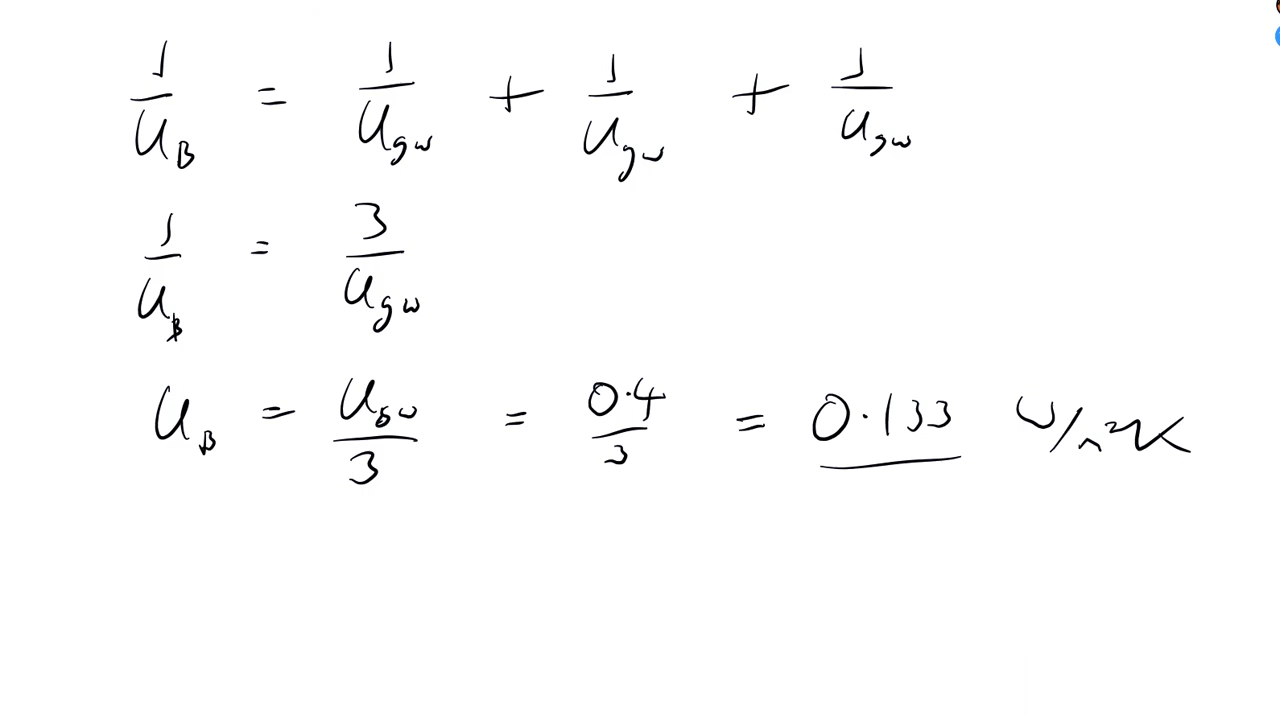 1/U_B = 1/U_gw + 1/U_gw + 1/U_gw
1/U_B = 3/U_gw
U_B = U_gw/3 = 0.4/3 = 0.133 W/m²K